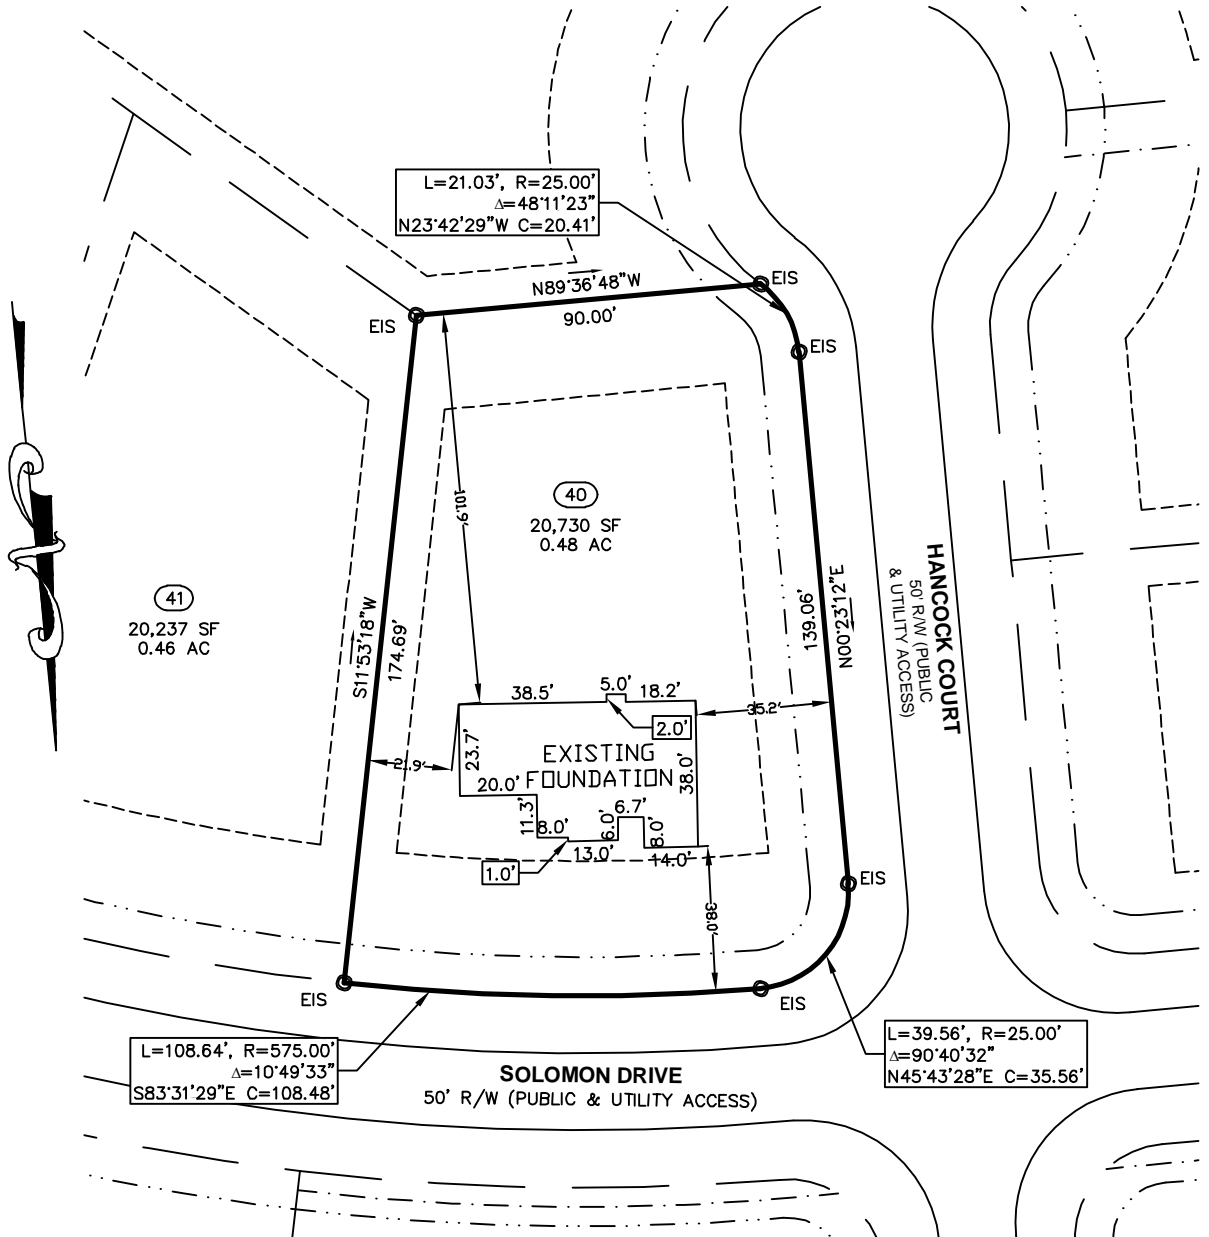 L=21.03', R=25.00'
Δ=48°11'23"
N23°42'29"W C=20.41'
EIS
N89°36'48"W
90.00'
EIS
EIS
101.9'
40
20,730 SF
0.48 AC
HANCOCK COURT
50' R/W (PUBLIC
& UTILITY ACCESS)
139.06'
N00°23'12"E
41
20,237 SF
0.46 AC
S11°53'18"W
174.69'
38.5'
5.0'
18.2'
2.0'
35.2'
23.7'
EXISTING
FOUNDATION
21.9'
38.0'
20.0'
11.3'
8.0'
6.0'
6.7'
8.0'
13.0'
14.0'
1.0'
EIS
38.0'
EIS
EIS
L=39.56', R=25.00'
Δ=90°40'32"
N45°43'28"E C=35.56'
L=108.64', R=575.00'
Δ=10°49'33"
S83°31'29"E C=108.48'
SOLOMON DRIVE
50' R/W (PUBLIC & UTILITY ACCESS)